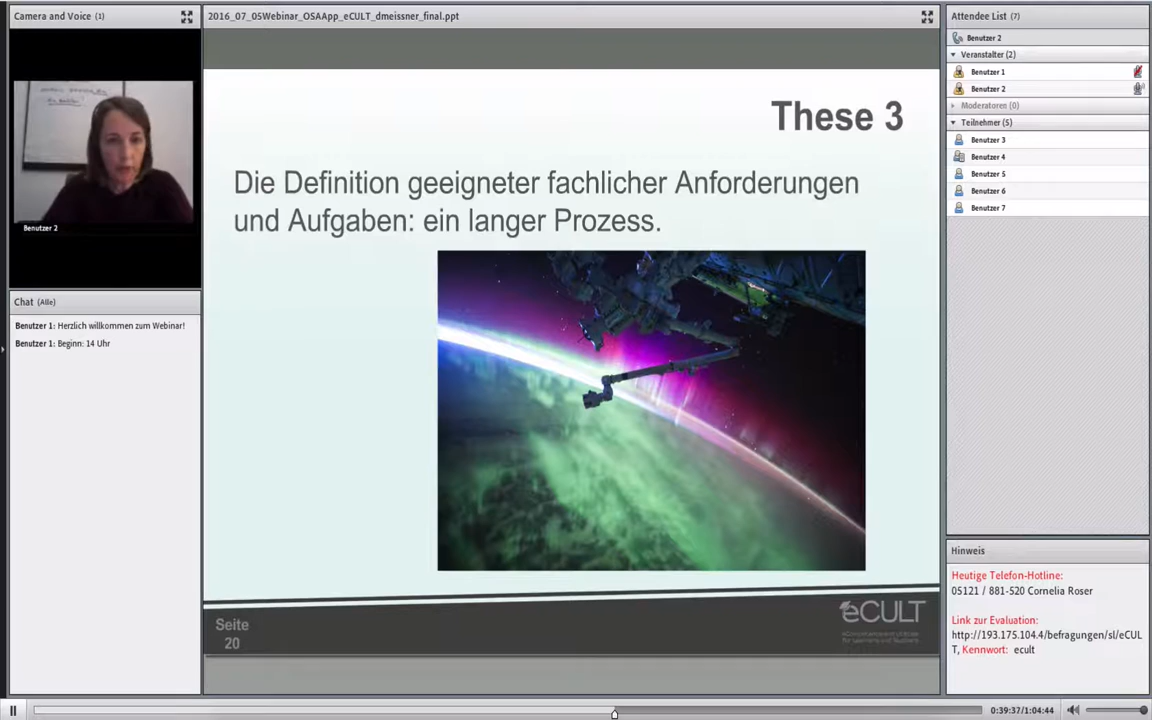 Camera and Voice (1)
Benutzer 2
Chat (Alle)
Benutzer 1: Herzlich willkommen zum Webinar!
Benutzer 1: Beginn: 14 Uhr
2016_07_05Webinar_OSAApp_eCULT_dmeissner_final.ppt
These 3
Die Definition geeigneter fachlicher Anforderungen
und Aufgaben: ein langer Prozess.
Seite
20
eCULT
Attendee List (7)
Benutzer 2
Veranstalter (2)
Benutzer 1
Benutzer 2
Moderatoren (0)
Teilnehmer (5)
Benutzer 3
Benutzer 4
Benutzer 5
Benutzer 6
Benutzer 7
Hinweis
Heutige Telefon-Hotline:
05121 / 881-520 Cornelia Roser
Link zur Evaluation:
http://193.175.104.4/befragungen/sl/eCUL
T, Kennwort: ecult
0:39:37/1:04:44